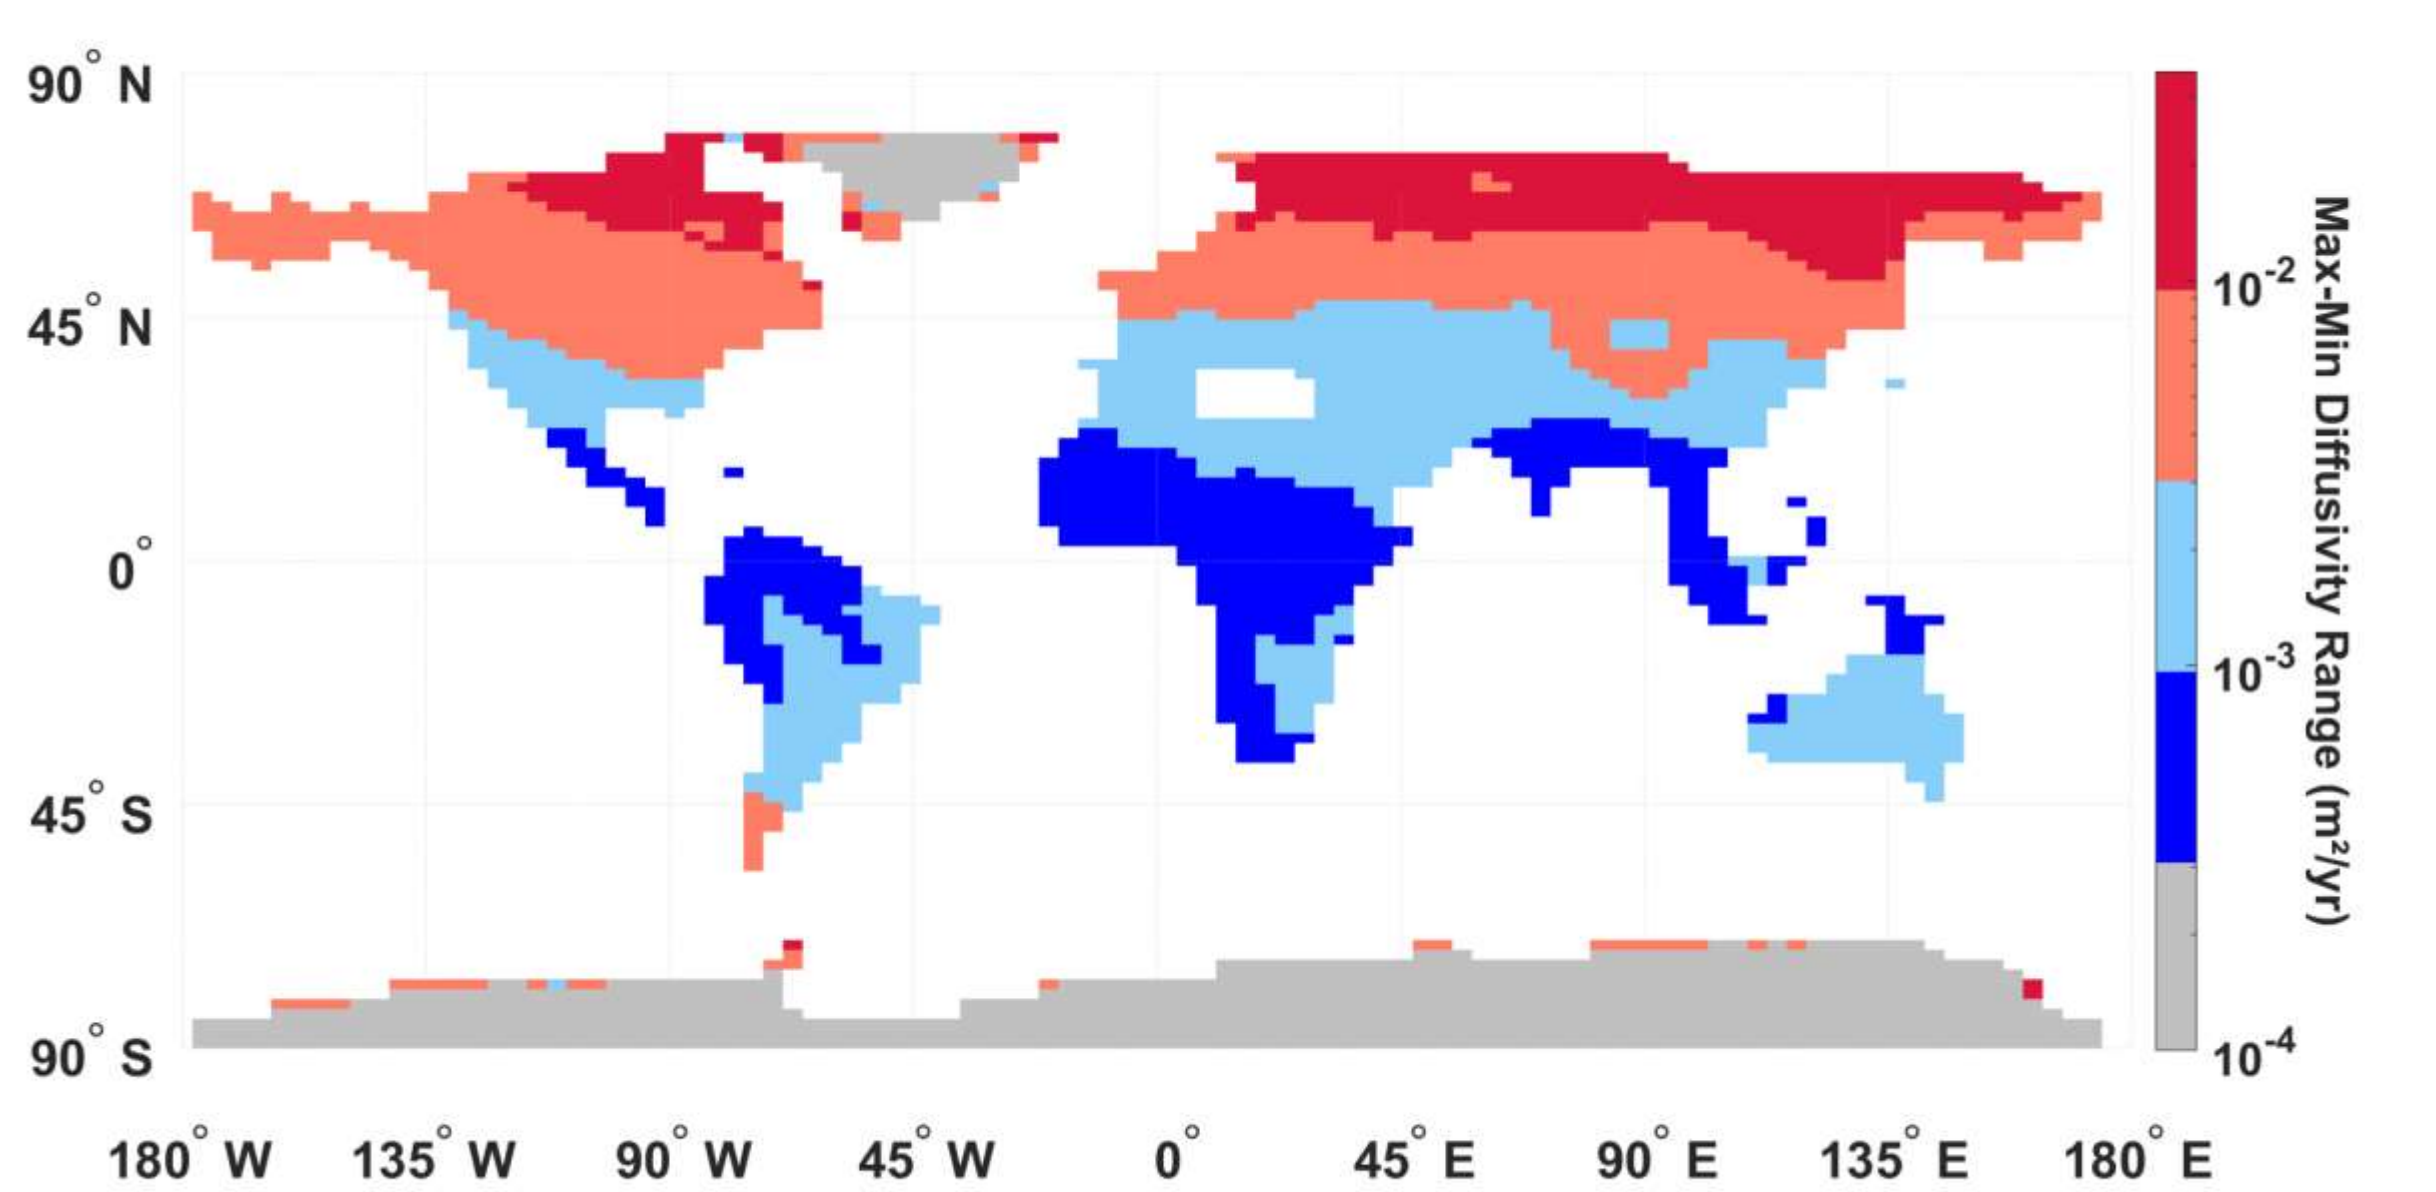 90° N
45° N
0°
45° S
90° S
180° W 135° W 90° W 45° W 0° 45° E 90° E 135° E 180° E
10-2
10-3
10-4
Max-Min Diffusivity Range (m²/yr)